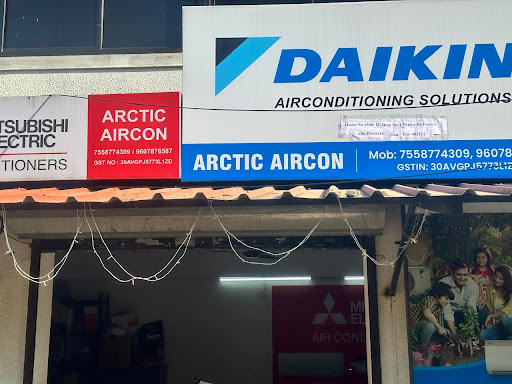 TSUBISHI
ECTRIC
TIONERS
ARCTIC
AIRCON
7558774309 / 9607876587
GST NO : 30AVGPJ5773L1ZD
DAIKIN
AIRCONDITIONING SOLUTIONS
ARCTIC AIRCON
Mob: 7558774309, 96078
GSTIN: 30AVGPJ5773L1Z
AIR COND